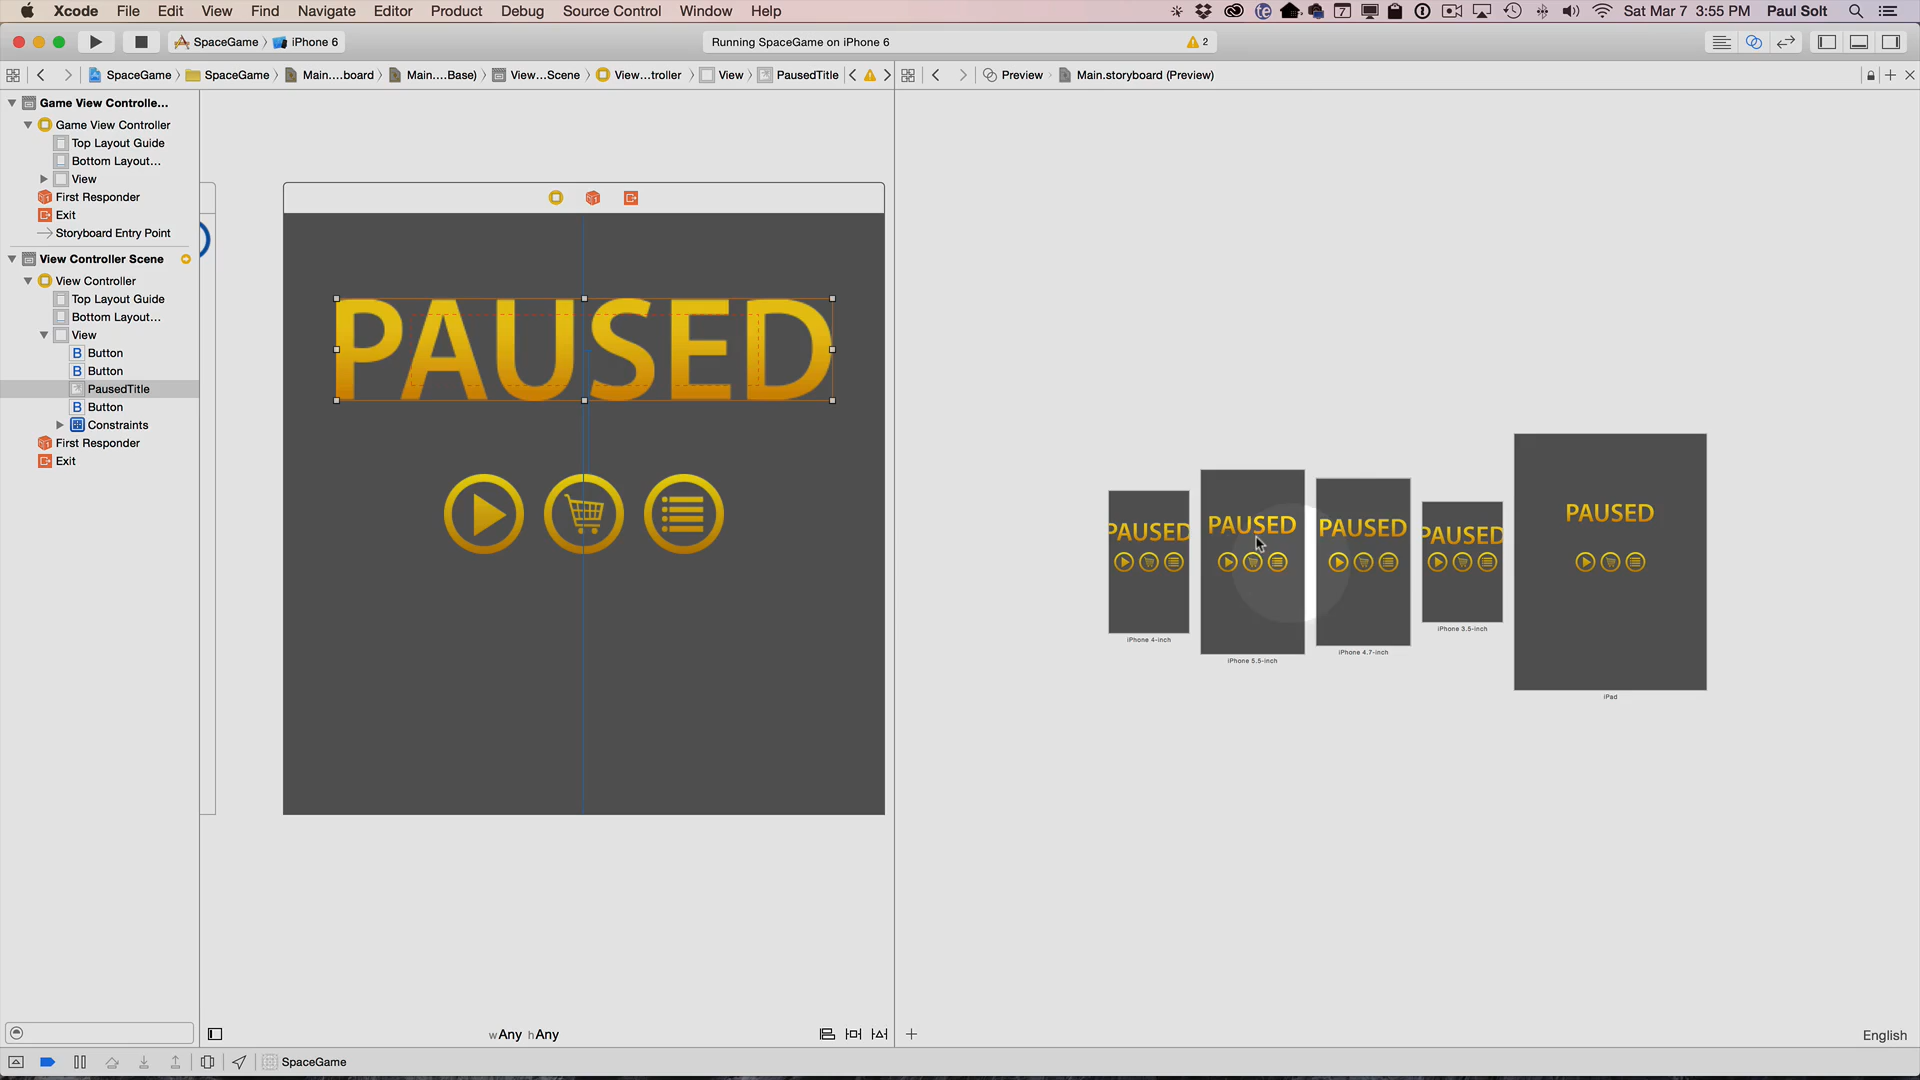 Xcode File Edit View Find Navigate Editor Product Debug Source Control Window Help
7 Sat Mar 7 3:55 PM Paul Solt
SpaceGame iPhone 6
Running SpaceGame on iPhone 6
2
SpaceGame SpaceGame Main....board Main....Base) View...Scene View...troller View PausedTitle
Preview Main.storyboard (Preview)
Game View Controlle...
Game View Controller
Top Layout Guide
Bottom Layout...
View
First Responder
Exit
Storyboard Entry Point
View Controller Scene
View Controller
Top Layout Guide
Bottom Layout...
View
B Button
B Button
PausedTitle
B Button
Constraints
First Responder
Exit
PAUSED
PAUSED
iPhone 4-inch
PAUSED
iPhone 5.5-inch
PAUSED
iPhone 4.7-inch
PAUSED
iPhone 3.5-inch
PAUSED
iPad
wAny hAny
English
SpaceGame